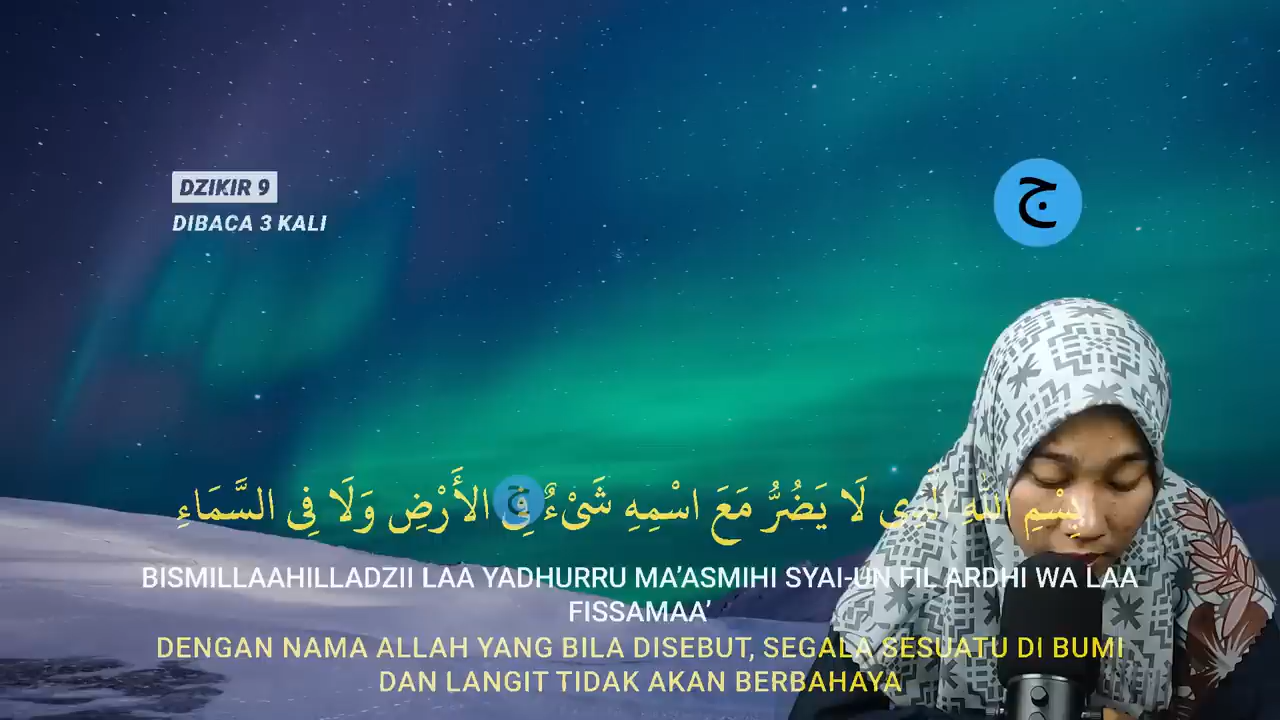 DZIKIR 9
DIBACA 3 KALI
ج
بِسْمِ اللهِ الَّذِى لَا يَضُرُّ مَعَ اسْمِهِ شَىْءٌ فِى الأَرْضِ وَلَا فِى السَّمَاءِ
ج
BISMILLAAHILLADZII LAA YADHURRU MA’ASMIHI SYAI-UN FIL ARDHI WA LAA
FISSAMAA’
DENGAN NAMA ALLAH YANG BILA DISEBUT, SEGALA SESUATU DI BUMI
DAN LANGIT TIDAK AKAN BERBAHAYA